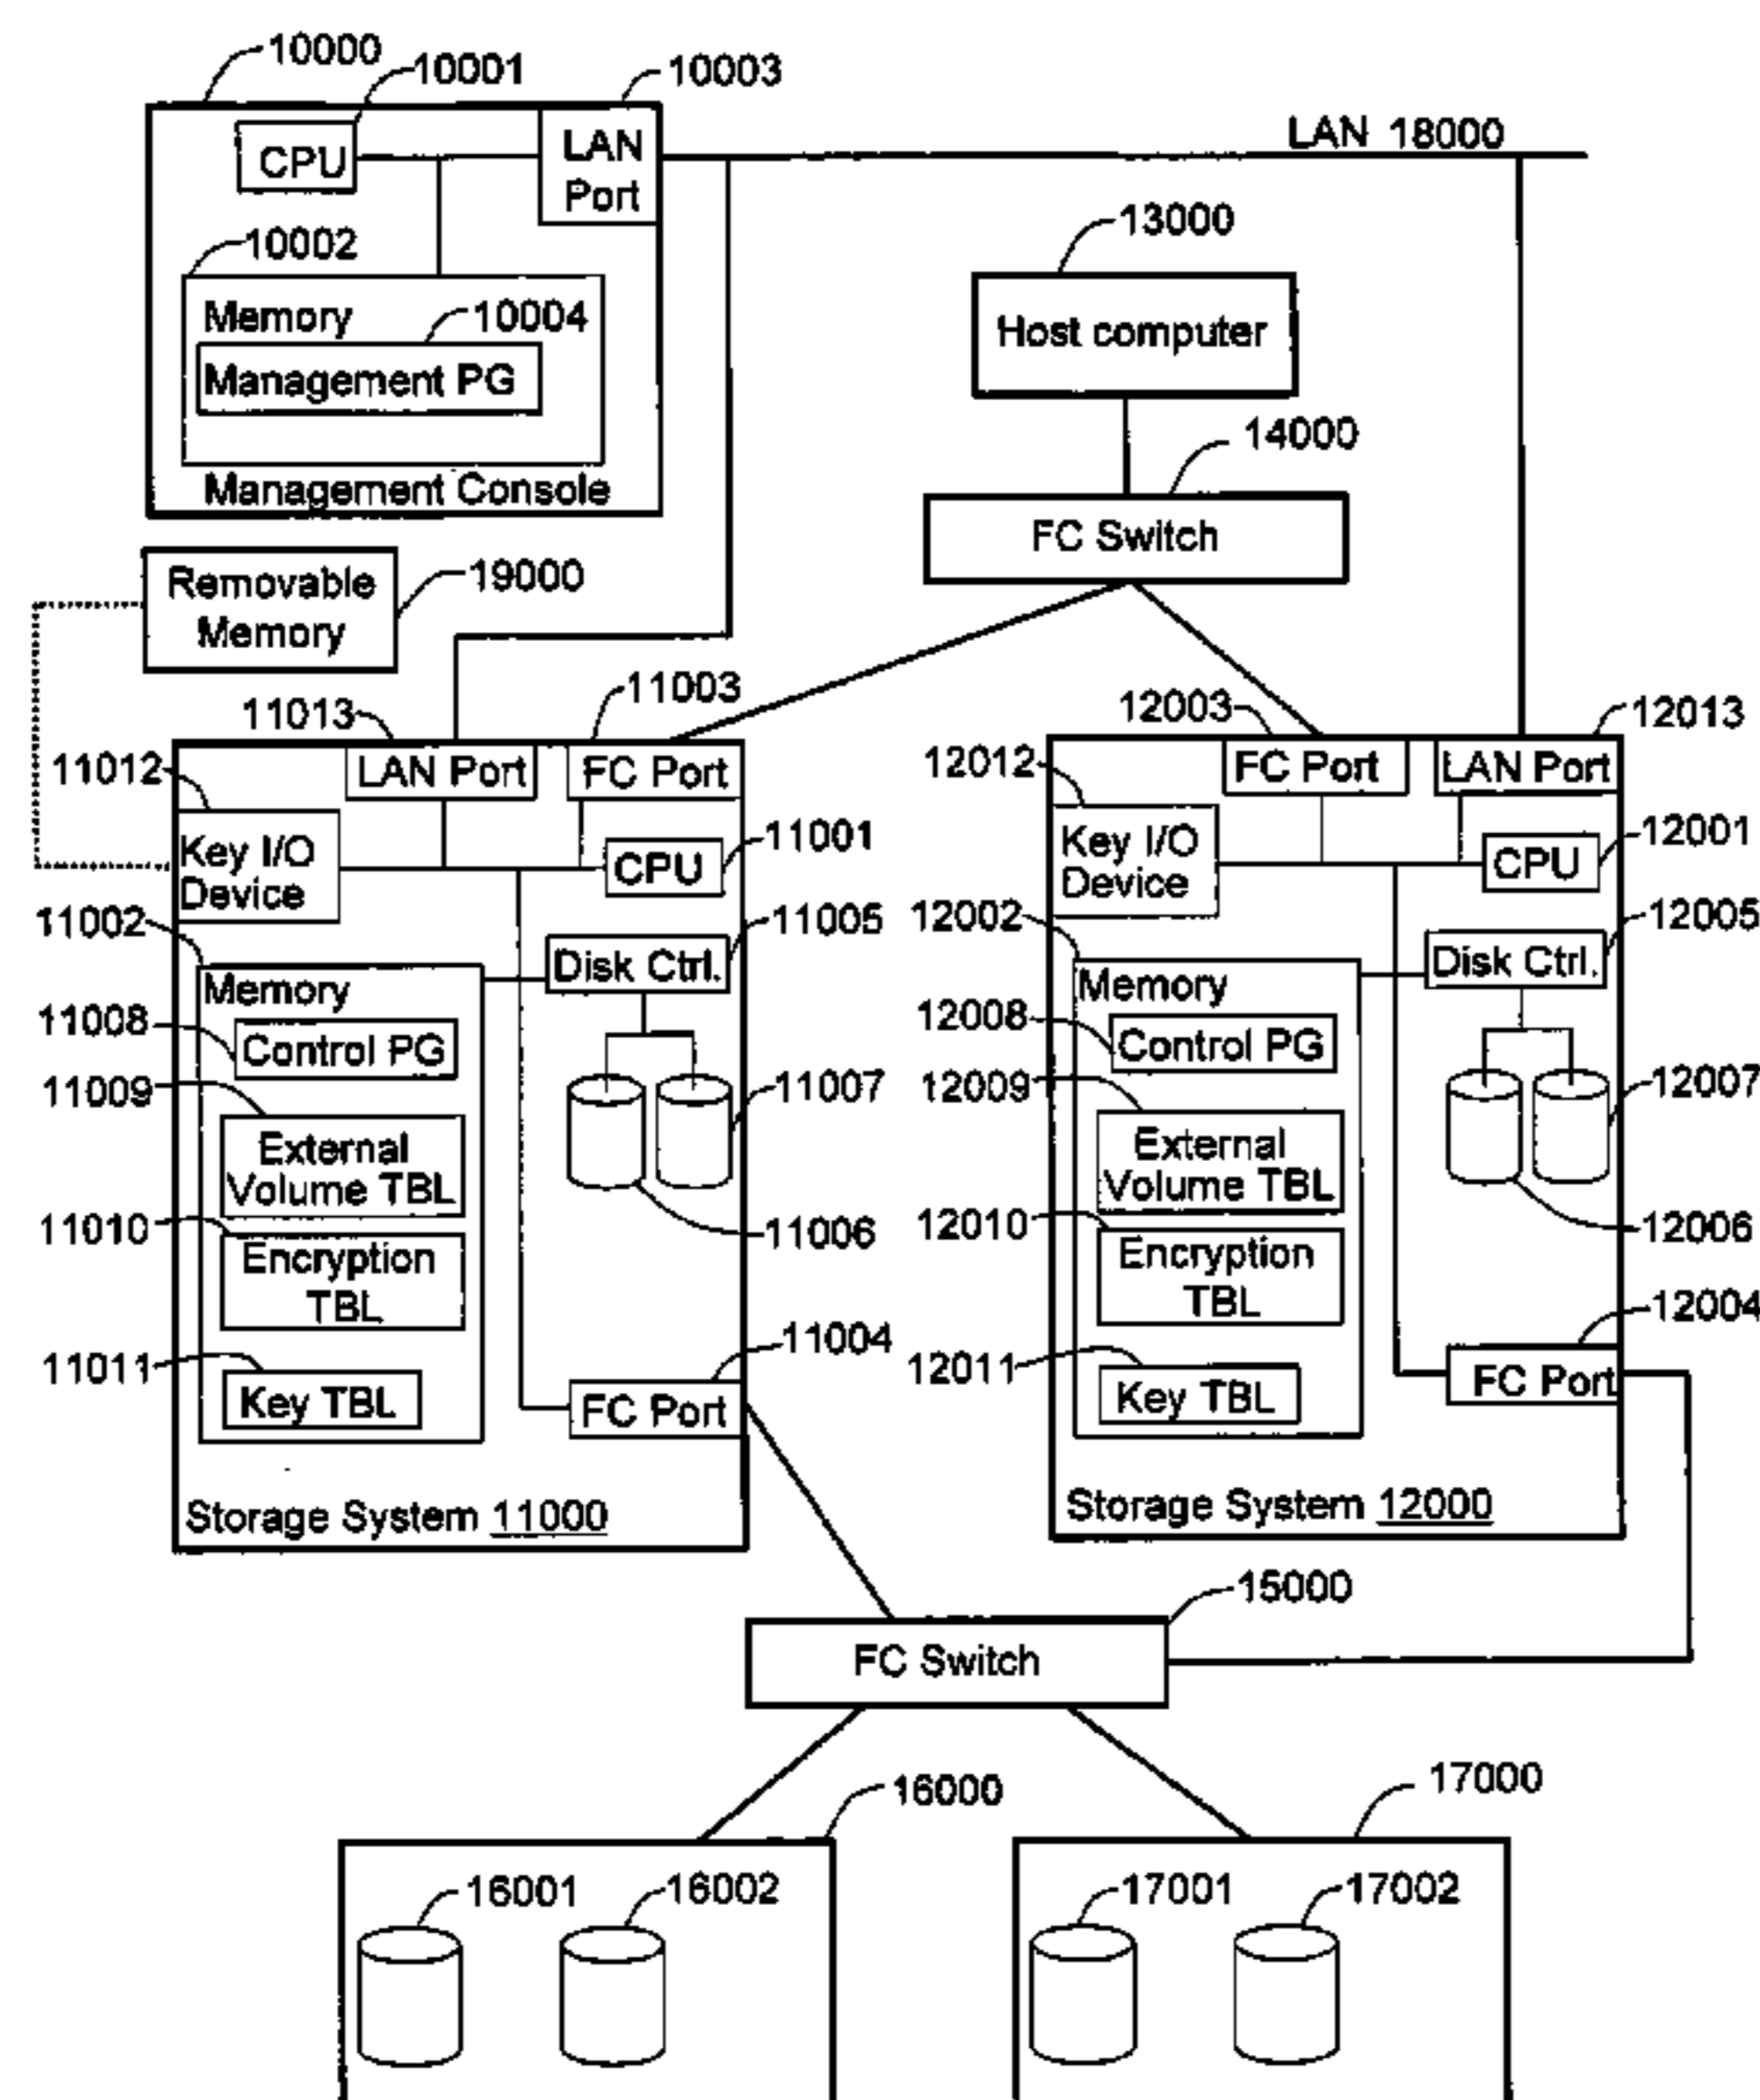 10000
10001
10003
CPU
LAN
Port
LAN 18000
10002
Memory
10004
Management PG
Management Console
13000
Host computer
14000
FC Switch
Removable
Memory
19000
11013
11003
11012
LAN Port
FC Port
Key I/O
Device
CPU
11001
11002
Disk Ctrl.
11005
Memory
11008
Control PG
11009
External
Volume TBL
11007
11006
11010
Encryption
TBL
11011
Key TBL
11004
FC Port
Storage System 11000
12003
12013
12012
FC Port
LAN Port
Key I/O
Device
CPU
12001
12002
Disk Ctrl.
12005
Memory
12008
Control PG
12009
External
Volume TBL
12007
12006
12010
Encryption
TBL
12004
12011
Key TBL
FC Port
Storage System 12000
15000
FC Switch
16000
16001
16002
17000
17001
17002